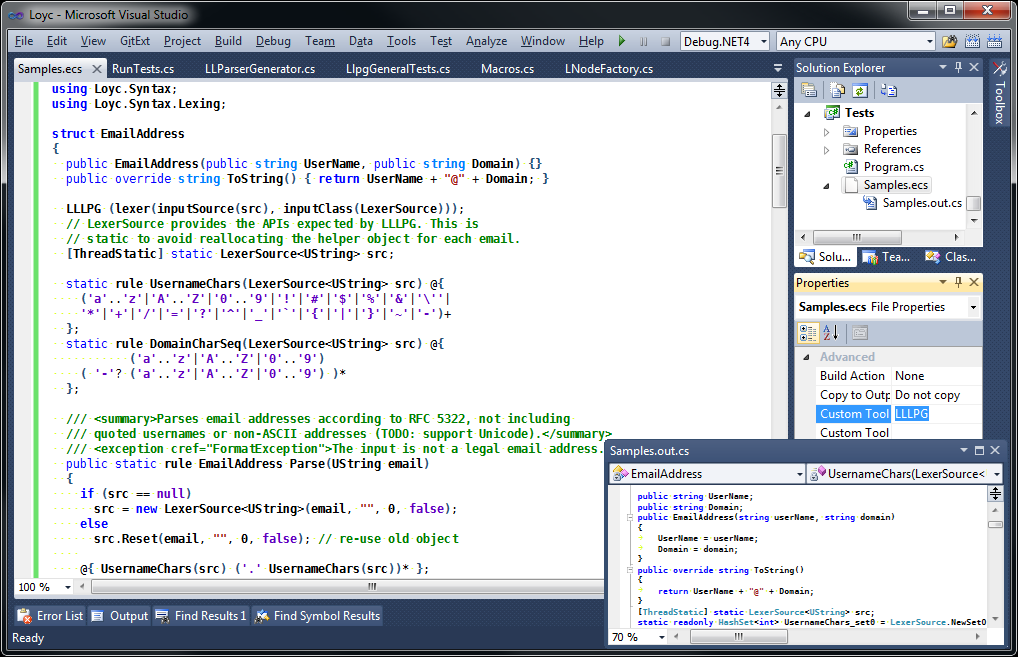 Loyc - Microsoft Visual Studio
File Edit View GitExt Project Build Debug Team Data Tools Test Analyze Window Help Debug.NET4 Any CPU
Samples.ecs RunTests.cs LLParserGenerator.cs LlpgGeneralTests.cs Macros.cs LNodeFactory.cs
using Loyc.Syntax;
using Loyc.Syntax.Lexing;
struct EmailAddress
{
public EmailAddress(public string UserName, public string Domain) {}
public override string ToString() { return UserName + "@" + Domain; }
LLLPG (lexer(inputSource(src), inputClass(LexerSource)));
// LexerSource provides the APIs expected by LLLPG. This is
// static to avoid reallocating the helper object for each email.
[ThreadStatic] static LexerSource<UString> src;
static rule UsernameChars(LexerSource<UString> src) @{
('a'..'z'|'A'..'Z'|'0'..'9'|'!'|'#'|'$'|'%'|'&'|'\''|
'*'|'+'|'/'|'='|'?'|'^'|'_'|'`'|'{'|'|'|'}'|'~'|'-')+
};
static rule DomainCharSeq(LexerSource<UString> src) @{
('a'..'z'|'A'..'Z'|'0'..'9')
( '-'? ('a'..'z'|'A'..'Z'|'0'..'9') )*
};
/// <summary>Parses email addresses according to RFC 5322, not including
/// quoted usernames or non-ASCII addresses (TODO: support Unicode).</summary>
/// <exception cref="FormatException">The input is not a legal email address.
public static rule EmailAddress Parse(UString email)
{
if (src == null)
src = new LexerSource<UString>(email, "", 0, false);
else
src.Reset(email, "", 0, false); // re-use old object
@{ UsernameChars(src) ('.' UsernameChars(src))* };
100 %
Error List Output Find Results 1 Find Symbol Results
Ready
Solution Explorer
Tests
Properties
References
Program.cs
Samples.ecs
Samples.out.cs
Solu... Tea... Clas...
Toolbox
Properties
Samples.ecs File Properties
Advanced
Build Action None
Copy to Outp Do not copy
Custom Tool LLLPG
Custom Tool
Samples.out.cs
EmailAddress UsernameChars(LexerSource<
public string UserName;
public string Domain;
public EmailAddress(string userName, string domain)
{
UserName = userName;
Domain = domain;
}
public override string ToString()
{
return UserName + "@" + Domain;
}
[ThreadStatic] static LexerSource<UString> src;
static readonly HashSet<int> UsernameChars_set0 = LexerSource.NewSetO
70 %